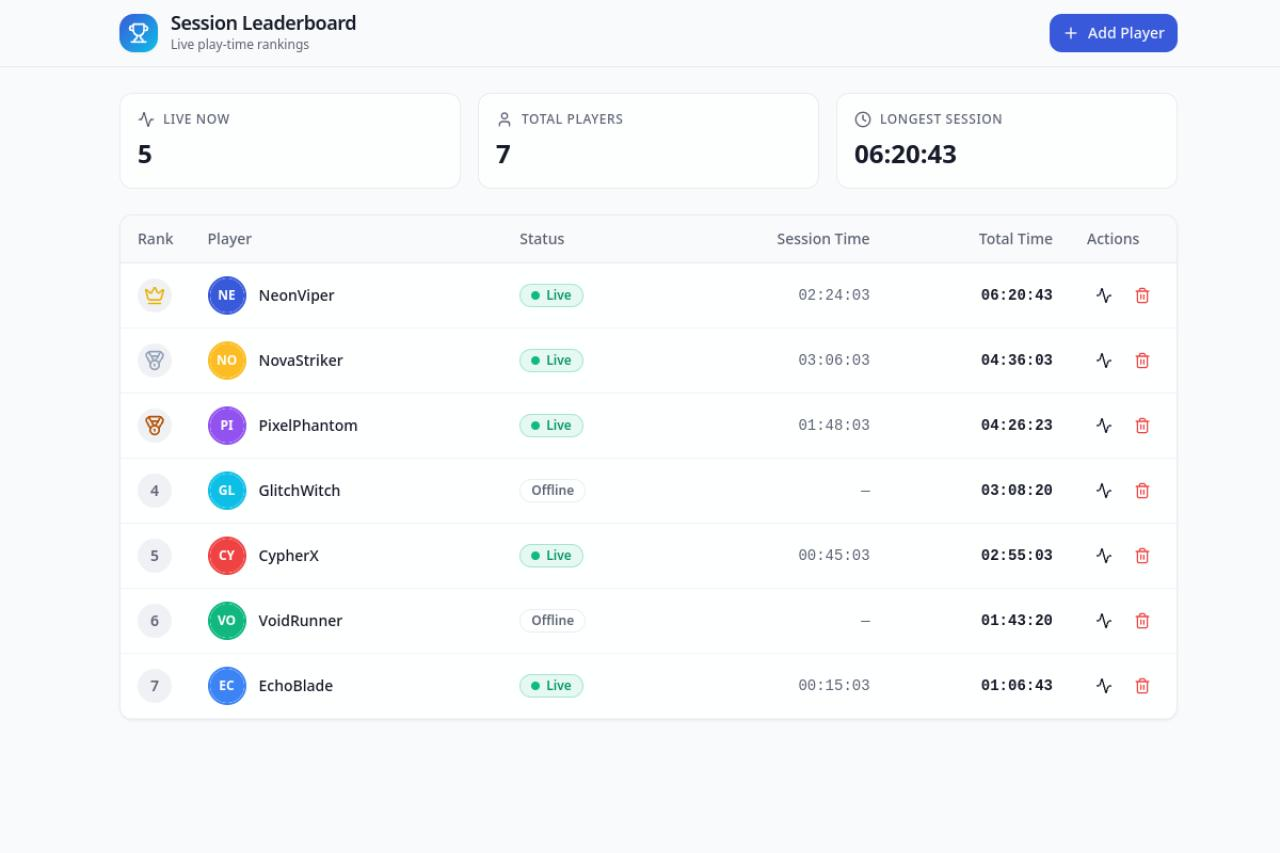 Session Leaderboard
Live play-time rankings
Add Player
LIVE NOW
5
TOTAL PLAYERS
7
LONGEST SESSION
06:20:43
Rank Player Status Session Time Total Time Actions
NE NeonViper Live 02:24:03 06:20:43
NO NovaStriker Live 03:06:03 04:36:03
PI PixelPhantom Live 01:48:03 04:26:23
4 GL GlitchWitch Offline — 03:08:20
5 CY CypherX Live 00:45:03 02:55:03
6 VO VoidRunner Offline — 01:43:20
7 EC EchoBlade Live 00:15:03 01:06:43